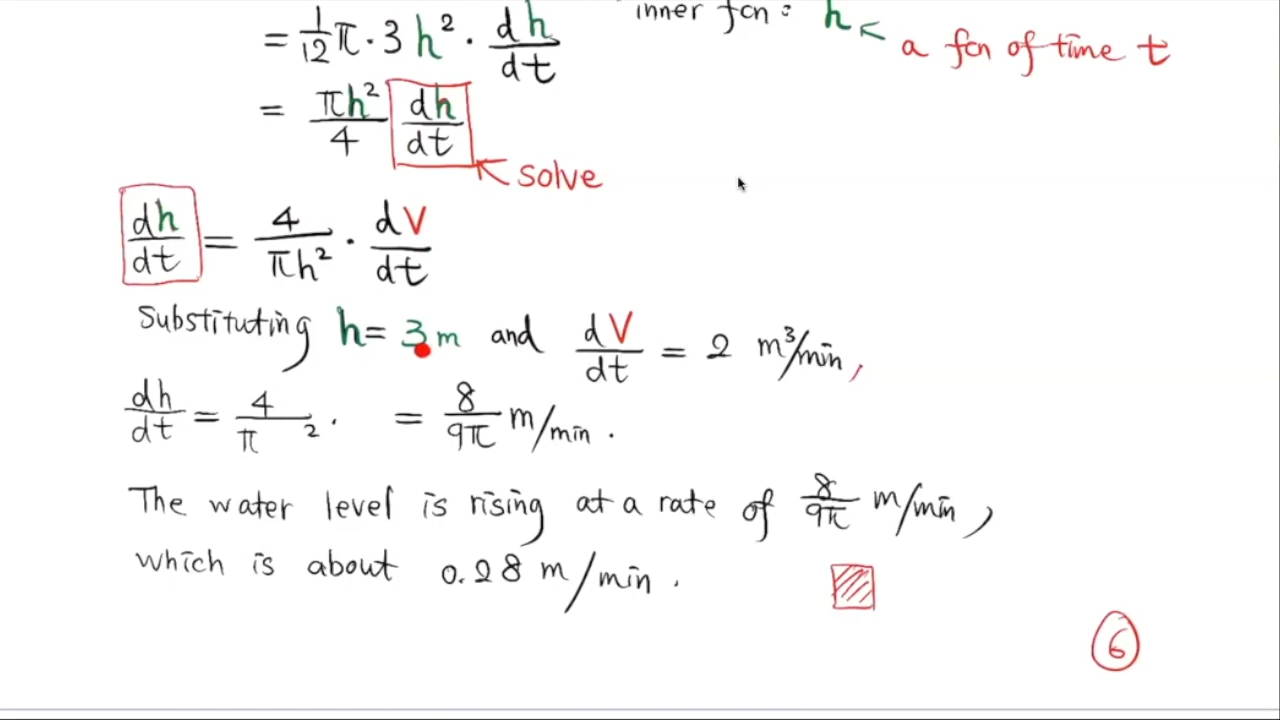 inner fcn : h
= 1/12 π · 3 h² · dh/dt
a fcn of time t
= πh²/4 dh/dt
solve
dh/dt = 4/πh² · dV/dt
Substituting h = 3 m and dV/dt = 2 m³/min,
dh/dt = 4/π ² · = 8/9π m/min .
The water level is rising at a rate of 8/9π m/min ,
which is about 0.28 m/min .
6